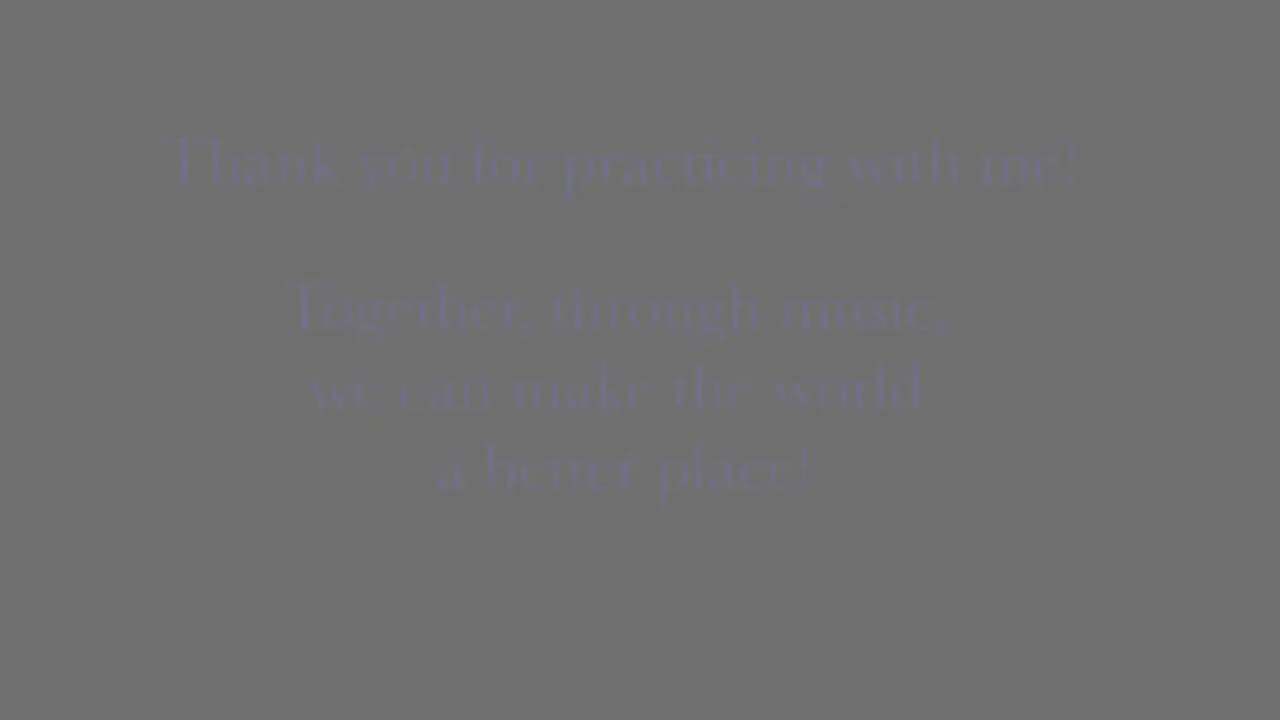 Thank you for practicing with me!
Together, through music,
we can make the world
a better place!